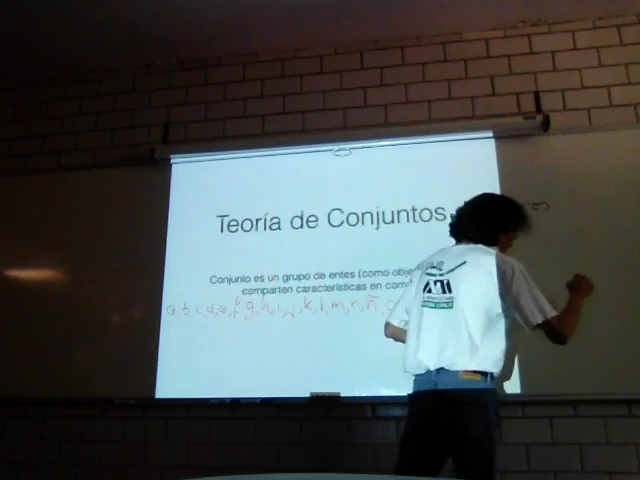 Teoría de Conjuntos
Conjunto es un grupo de entes (como obje
comparten características en com
a, b, c, d, e, f, g, h, i, j, k, l, m, n, ñ, o